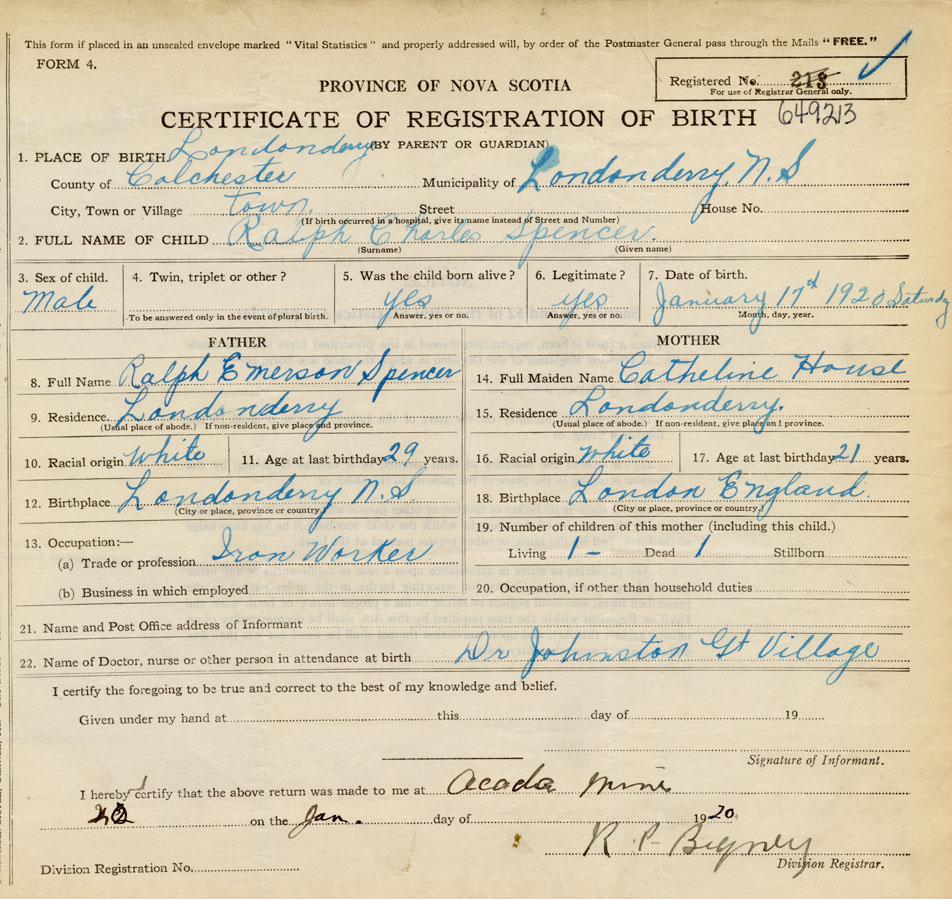 This form if placed in an unsealed envelope marked "Vital Statistics" and properly addressed will, by order of the Postmaster General pass through the Mails "FREE."
FORM 4.
Registered No. 213
For use of Registrar General only.
PROVINCE OF NOVA SCOTIA
CERTIFICATE OF REGISTRATION OF BIRTH 649213
(BY PARENT OR GUARDIAN)
1. PLACE OF BIRTH. Londonderry
County of Colchester Municipality of Londonderry N.S
City, Town or Village town. Street House No.
(If birth occurred in a hospital, give its name instead of Street and Number)
2. FULL NAME OF CHILD Ralph Charles Spencer.
(Surname) (Given name)
3. Sex of child. 4. Twin, triplet or other? 5. Was the child born alive? 6. Legitimate? 7. Date of birth.
Male yes yes January 17th 1920 Saturdy
To be answered only in the event of plural birth. Answer, yes or no. Answer, yes or no. Month, day, year.
FATHER MOTHER
8. Full Name Ralph Emerson Spencer 14. Full Maiden Name Catheline House
9. Residence. Londonderry 15. Residence Londonderry.
(Usual place of abode.) If non-resident, give place and province. (Usual place of abode.) If non-resident, give place and province.
10. Racial origin White 11. Age at last birthday 29 years. 16. Racial origin White 17. Age at last birthday 21 years.
12. Birthplace Londonderry N.S 18. Birthplace London England.
(City or place, province or country.) (City or place, province or country.)
13. Occupation:— 19. Number of children of this mother (including this child.)
(a) Trade or profession Iron Worker Living 1 - Dead 1 Stillborn
(b) Business in which employed 20. Occupation, if other than household duties
21. Name and Post Office address of Informant
22. Name of Doctor, nurse or other person in attendance at birth Dr Johnston Gt Village
I certify the foregoing to be true and correct to the best of my knowledge and belief.
Given under my hand at this day of 19
Signature of Informant.
I hereby certify that the above return was made to me at Acadia Mines
on the Jan. day of 1920
R. P. Bigney
Division Registration No. Division Registrar.